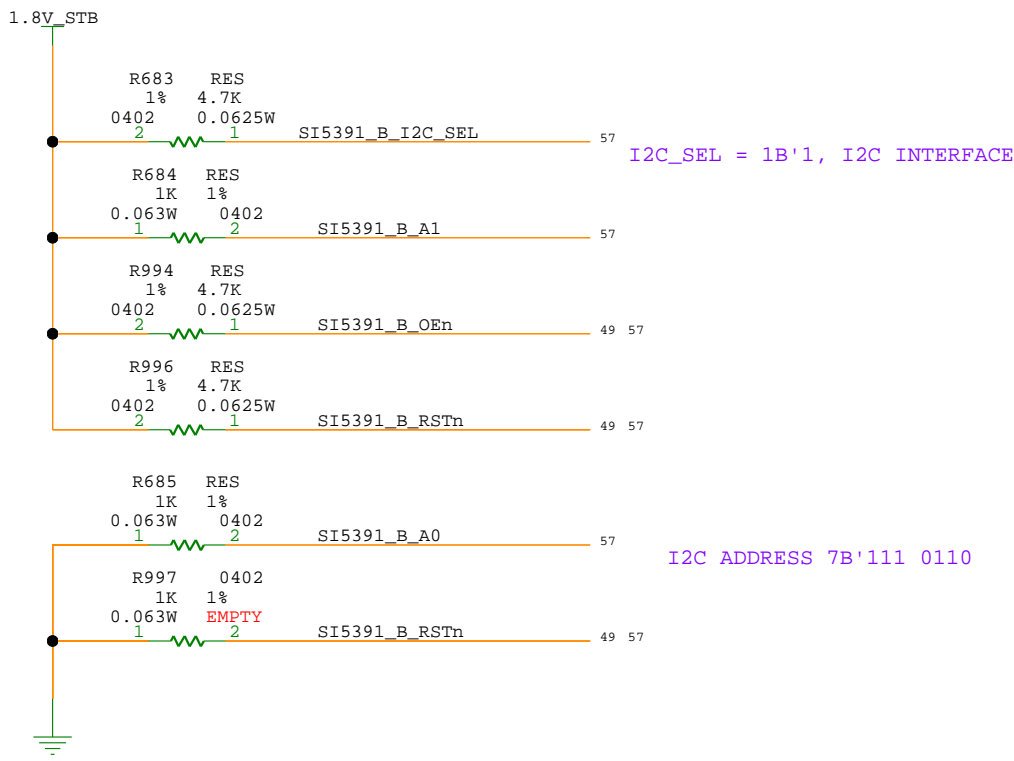 1.8V_STB
R683 RES
1% 4.7K
0402 0.0625W
2 1 SI5391_B_I2C_SEL 57
I2C_SEL = 1B'1, I2C INTERFACE
R684 RES
1K 1%
0.063W 0402
1 2 SI5391_B_A1 57
R994 RES
1% 4.7K
0402 0.0625W
2 1 SI5391_B_OEn 49 57
R996 RES
1% 4.7K
0402 0.0625W
2 1 SI5391_B_RSTn 49 57
R685 RES
1K 1%
0.063W 0402
1 2 SI5391_B_A0 57
I2C ADDRESS 7B'111 0110
R997 0402
1K 1%
0.063W EMPTY
1 2 SI5391_B_RSTn 49 57